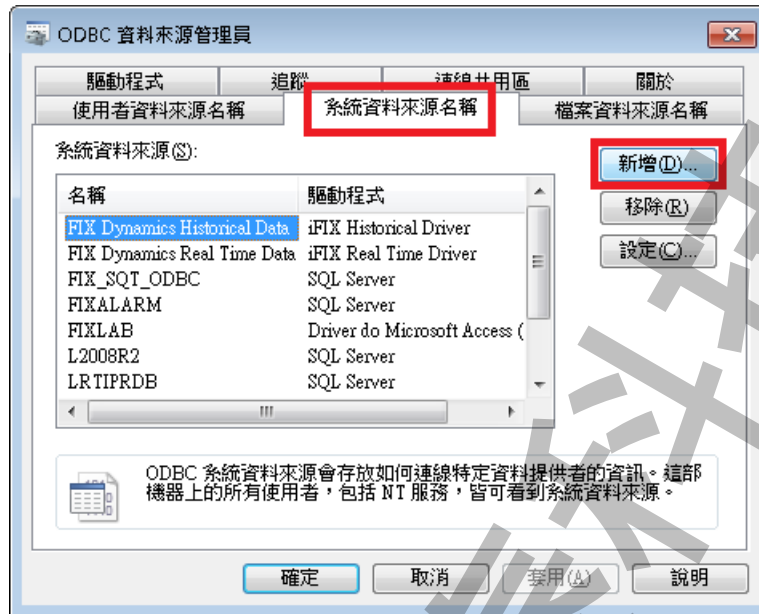 ODBC 資料來源管理員
驅動程式 追蹤 連線共用區 關於
使用者資料來源名稱 系統資料來源名稱 檔案資料來源名稱
系統資料來源(S):
新增(D)...
名稱 驅動程式
移除(R)
FIX Dynamics Historical Data iFIX Historical Driver
FIX Dynamics Real Time Data iFIX Real Time Driver
設定(C)...
FIX_SQT_ODBC SQL Server
FIXALARM SQL Server
FIXLAB Driver do Microsoft Access (
L2008R2 SQL Server
LRTIPRDB SQL Server
ODBC 系統資料來源會存放如何連線特定資料提供者的資訊。這部
機器上的所有使用者，包括 NT 服務，皆可看到系統資料來源。
確定 取消 套用(A) 說明